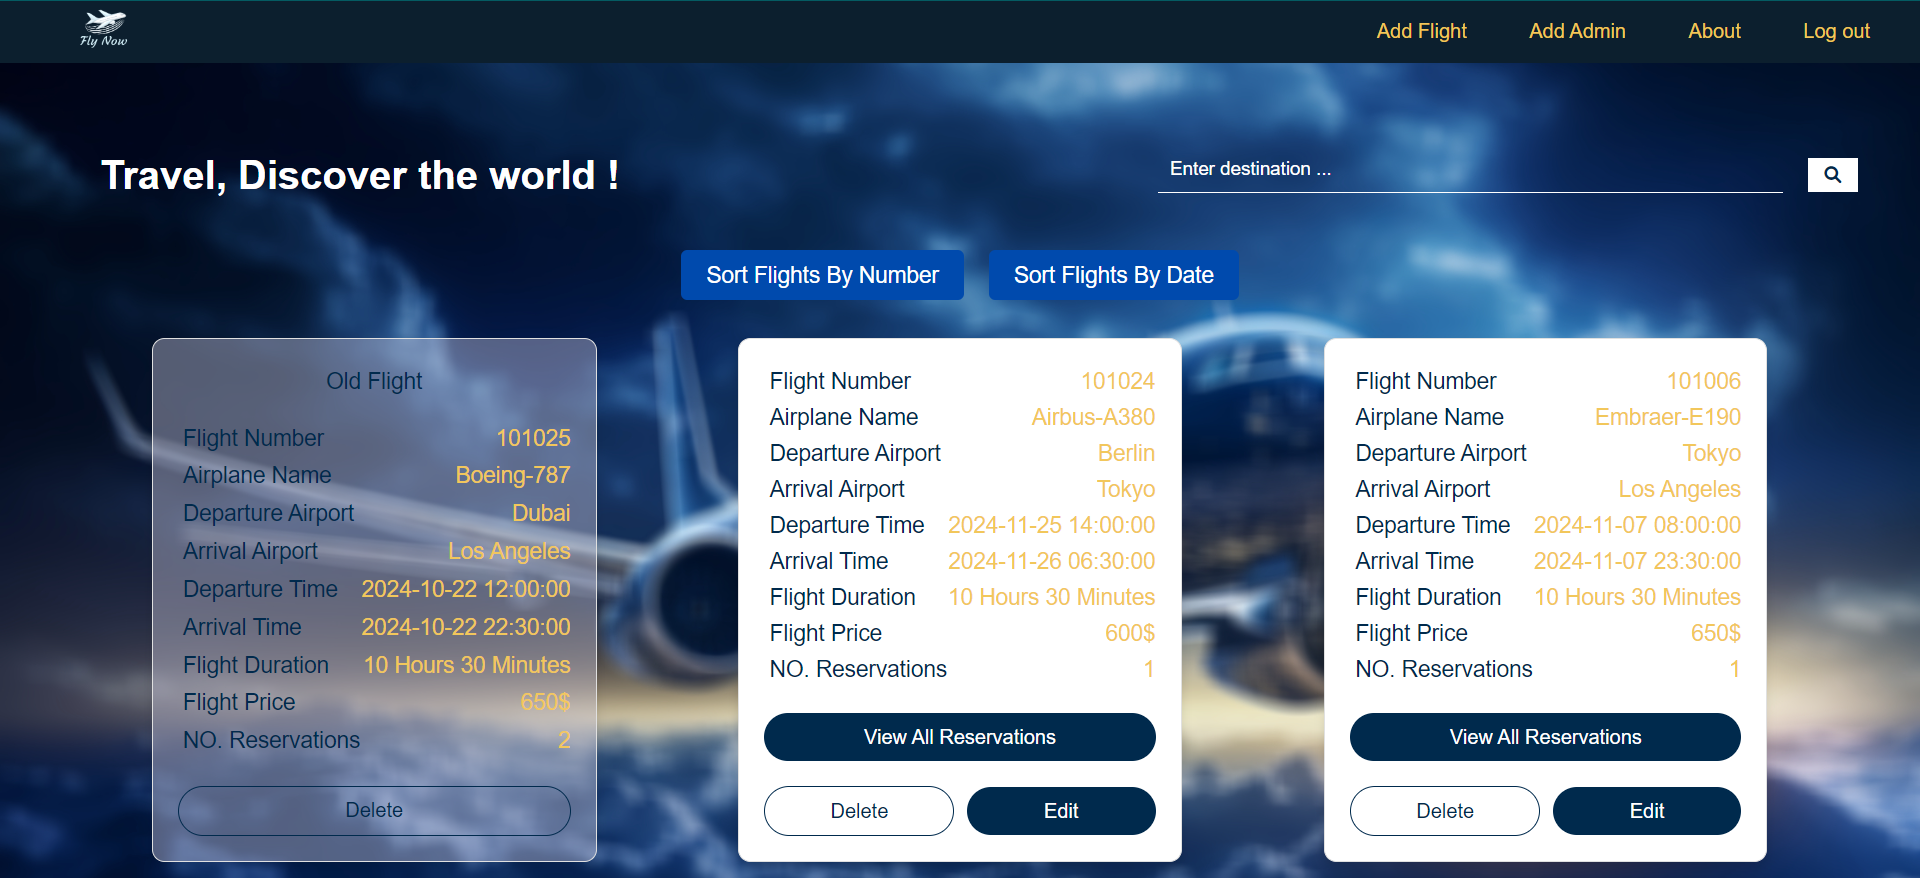 Fly Now
Add Flight
Add Admin
About
Log out
Travel, Discover the world !
Enter destination ...
Sort Flights By Number
Sort Flights By Date
Old Flight
Flight Number 101025
Airplane Name Boeing-787
Departure Airport Dubai
Arrival Airport Los Angeles
Departure Time 2024-10-22 12:00:00
Arrival Time 2024-10-22 22:30:00
Flight Duration 10 Hours 30 Minutes
Flight Price 650$
NO. Reservations 2
Delete
Flight Number 101024
Airplane Name Airbus-A380
Departure Airport Berlin
Arrival Airport Tokyo
Departure Time 2024-11-25 14:00:00
Arrival Time 2024-11-26 06:30:00
Flight Duration 10 Hours 30 Minutes
Flight Price 600$
NO. Reservations 1
View All Reservations
Delete
Edit
Flight Number 101006
Airplane Name Embraer-E190
Departure Airport Tokyo
Arrival Airport Los Angeles
Departure Time 2024-11-07 08:00:00
Arrival Time 2024-11-07 23:30:00
Flight Duration 10 Hours 30 Minutes
Flight Price 650$
NO. Reservations 1
View All Reservations
Delete
Edit